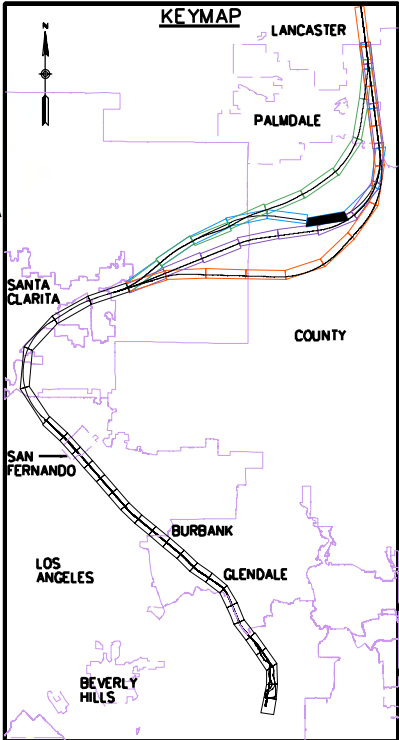 KEYMAP
N
LANCASTER
PALMDALE
SANTA
CLARITA
COUNTY
SAN
FERNANDO
BURBANK
LOS
ANGELES
GLENDALE
BEVERLY
HILLS